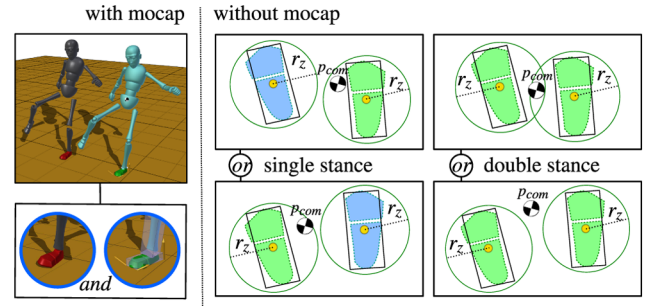 with mocap
without mocap
r_z
p_com
r_z
r_z
p_com
r_z
or single stance
or double stance
and
r_z
p_com
r_z
r_z
p_com
r_z